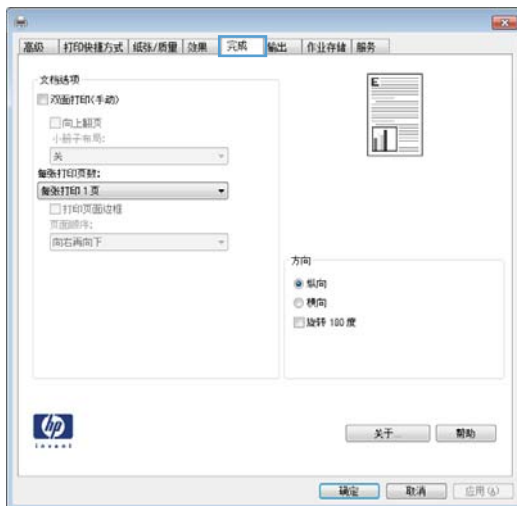 高级 打印快捷方式 纸张/质量 效果 完成 输出 作业存储 服务
文档选项
双面打印(手动)
向上翻页
小册子布局:
关
每张打印页数:
每张打印 1 页
打印页面边框
页面顺序:
向右再向下
E
方向
纵向
横向
旋转 180 度
hp
invent
关于... 帮助
确定 取消 应用(A)